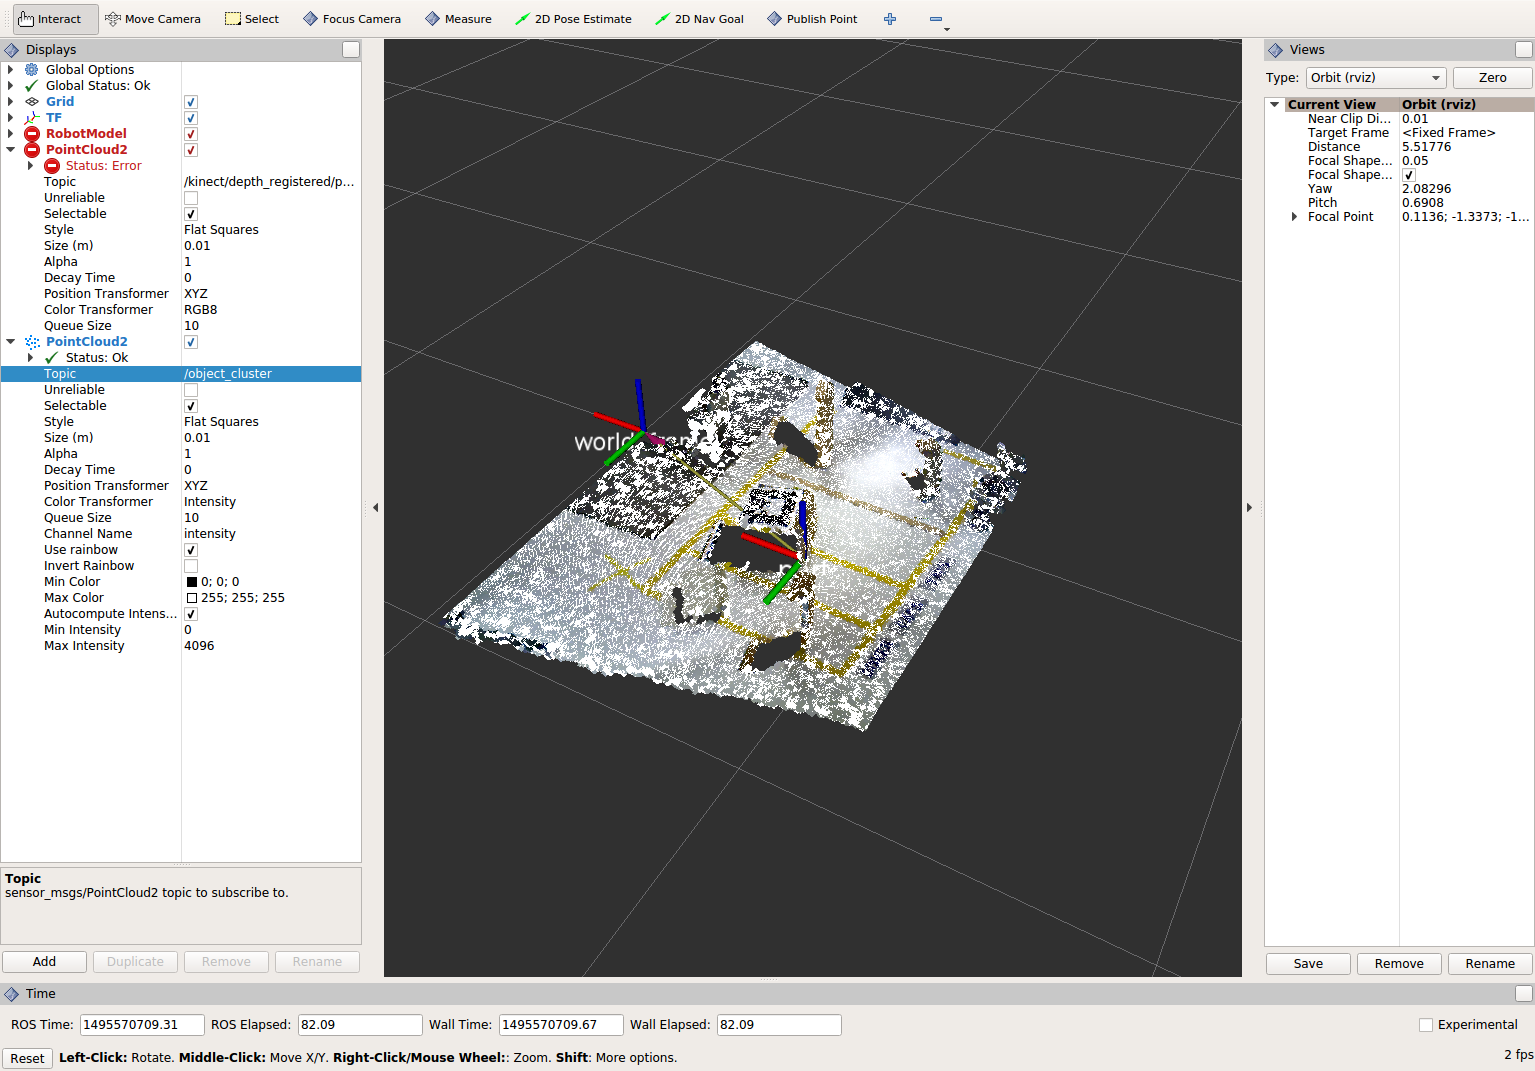 Interact Move Camera Select Focus Camera Measure 2D Pose Estimate 2D Nav Goal Publish Point
Displays
Global Options
Global Status: Ok
Grid
TF
RobotModel
PointCloud2
Status: Error
Topic /kinect/depth_registered/p...
Unreliable
Selectable
Style Flat Squares
Size (m) 0.01
Alpha 1
Decay Time 0
Position Transformer XYZ
Color Transformer RGB8
Queue Size 10
PointCloud2
Status: Ok
Topic /object_cluster
Unreliable
Selectable
Style Flat Squares
Size (m) 0.01
Alpha 1
Decay Time 0
Position Transformer XYZ
Color Transformer Intensity
Queue Size 10
Channel Name intensity
Use rainbow
Invert Rainbow
Min Color 0; 0; 0
Max Color 255; 255; 255
Autocompute Intens...
Min Intensity 0
Max Intensity 4096
Topic
sensor_msgs/PointCloud2 topic to subscribe to.
Add Duplicate Remove Rename
Views
Type: Orbit (rviz) Zero
Current View Orbit (rviz)
Near Clip Di... 0.01
Target Frame <Fixed Frame>
Distance 5.51776
Focal Shape... 0.05
Focal Shape...
Yaw 2.08296
Pitch 0.6908
Focal Point 0.1136; -1.3373; -1...
Save Remove Rename
Time
ROS Time: 1495570709.31 ROS Elapsed: 82.09 Wall Time: 1495570709.67 Wall Elapsed: 82.09 Experimental
Reset Left-Click: Rotate. Middle-Click: Move X/Y. Right-Click/Mouse Wheel:: Zoom. Shift: More options. 2 fps